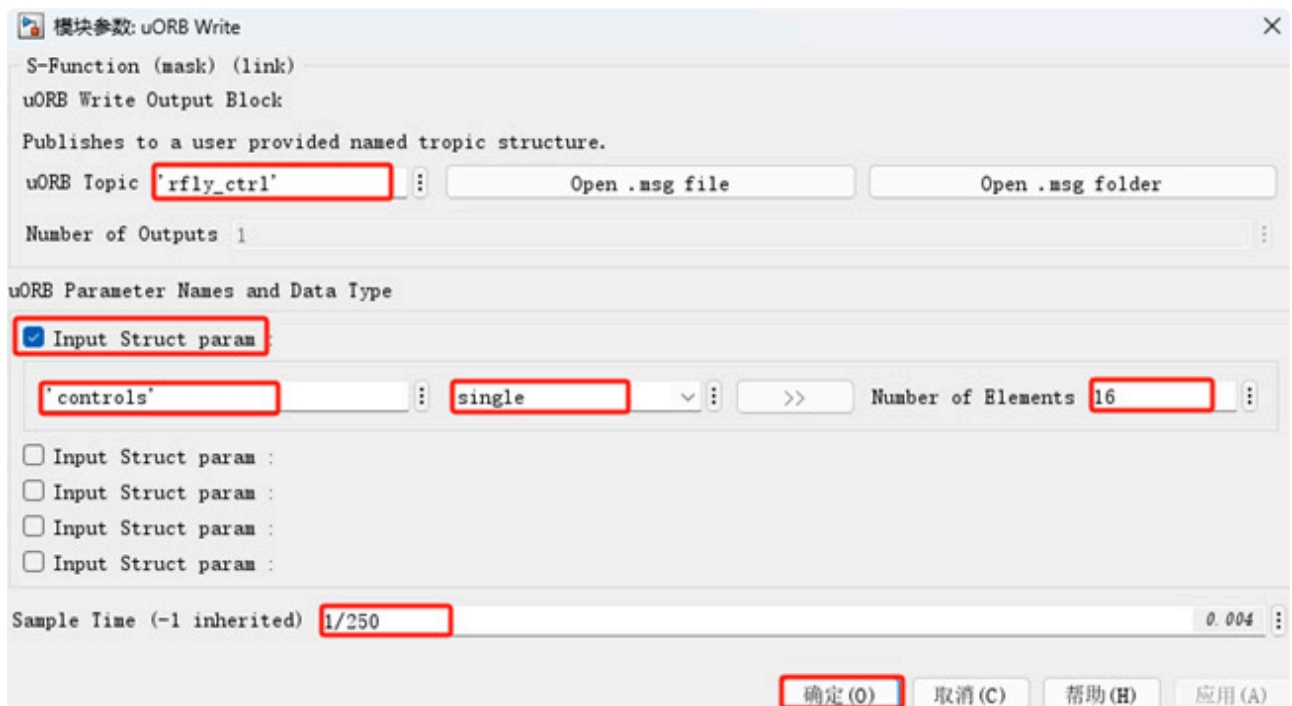 模块参数: uORB Write
S-Function (mask) (link)
uORB Write Output Block
Publishes to a user provided named tropic structure.
uORB Topic 'rfly_ctrl' Open .msg file Open .msg folder
Number of Outputs 1
uORB Parameter Names and Data Type
Input Struct param :
'controls' single >> Number of Elements 16
Input Struct param :
Input Struct param :
Input Struct param :
Input Struct param :
Sample Time (-1 inherited) 1/250 0.004
确定(O) 取消(C) 帮助(H) 应用(A)